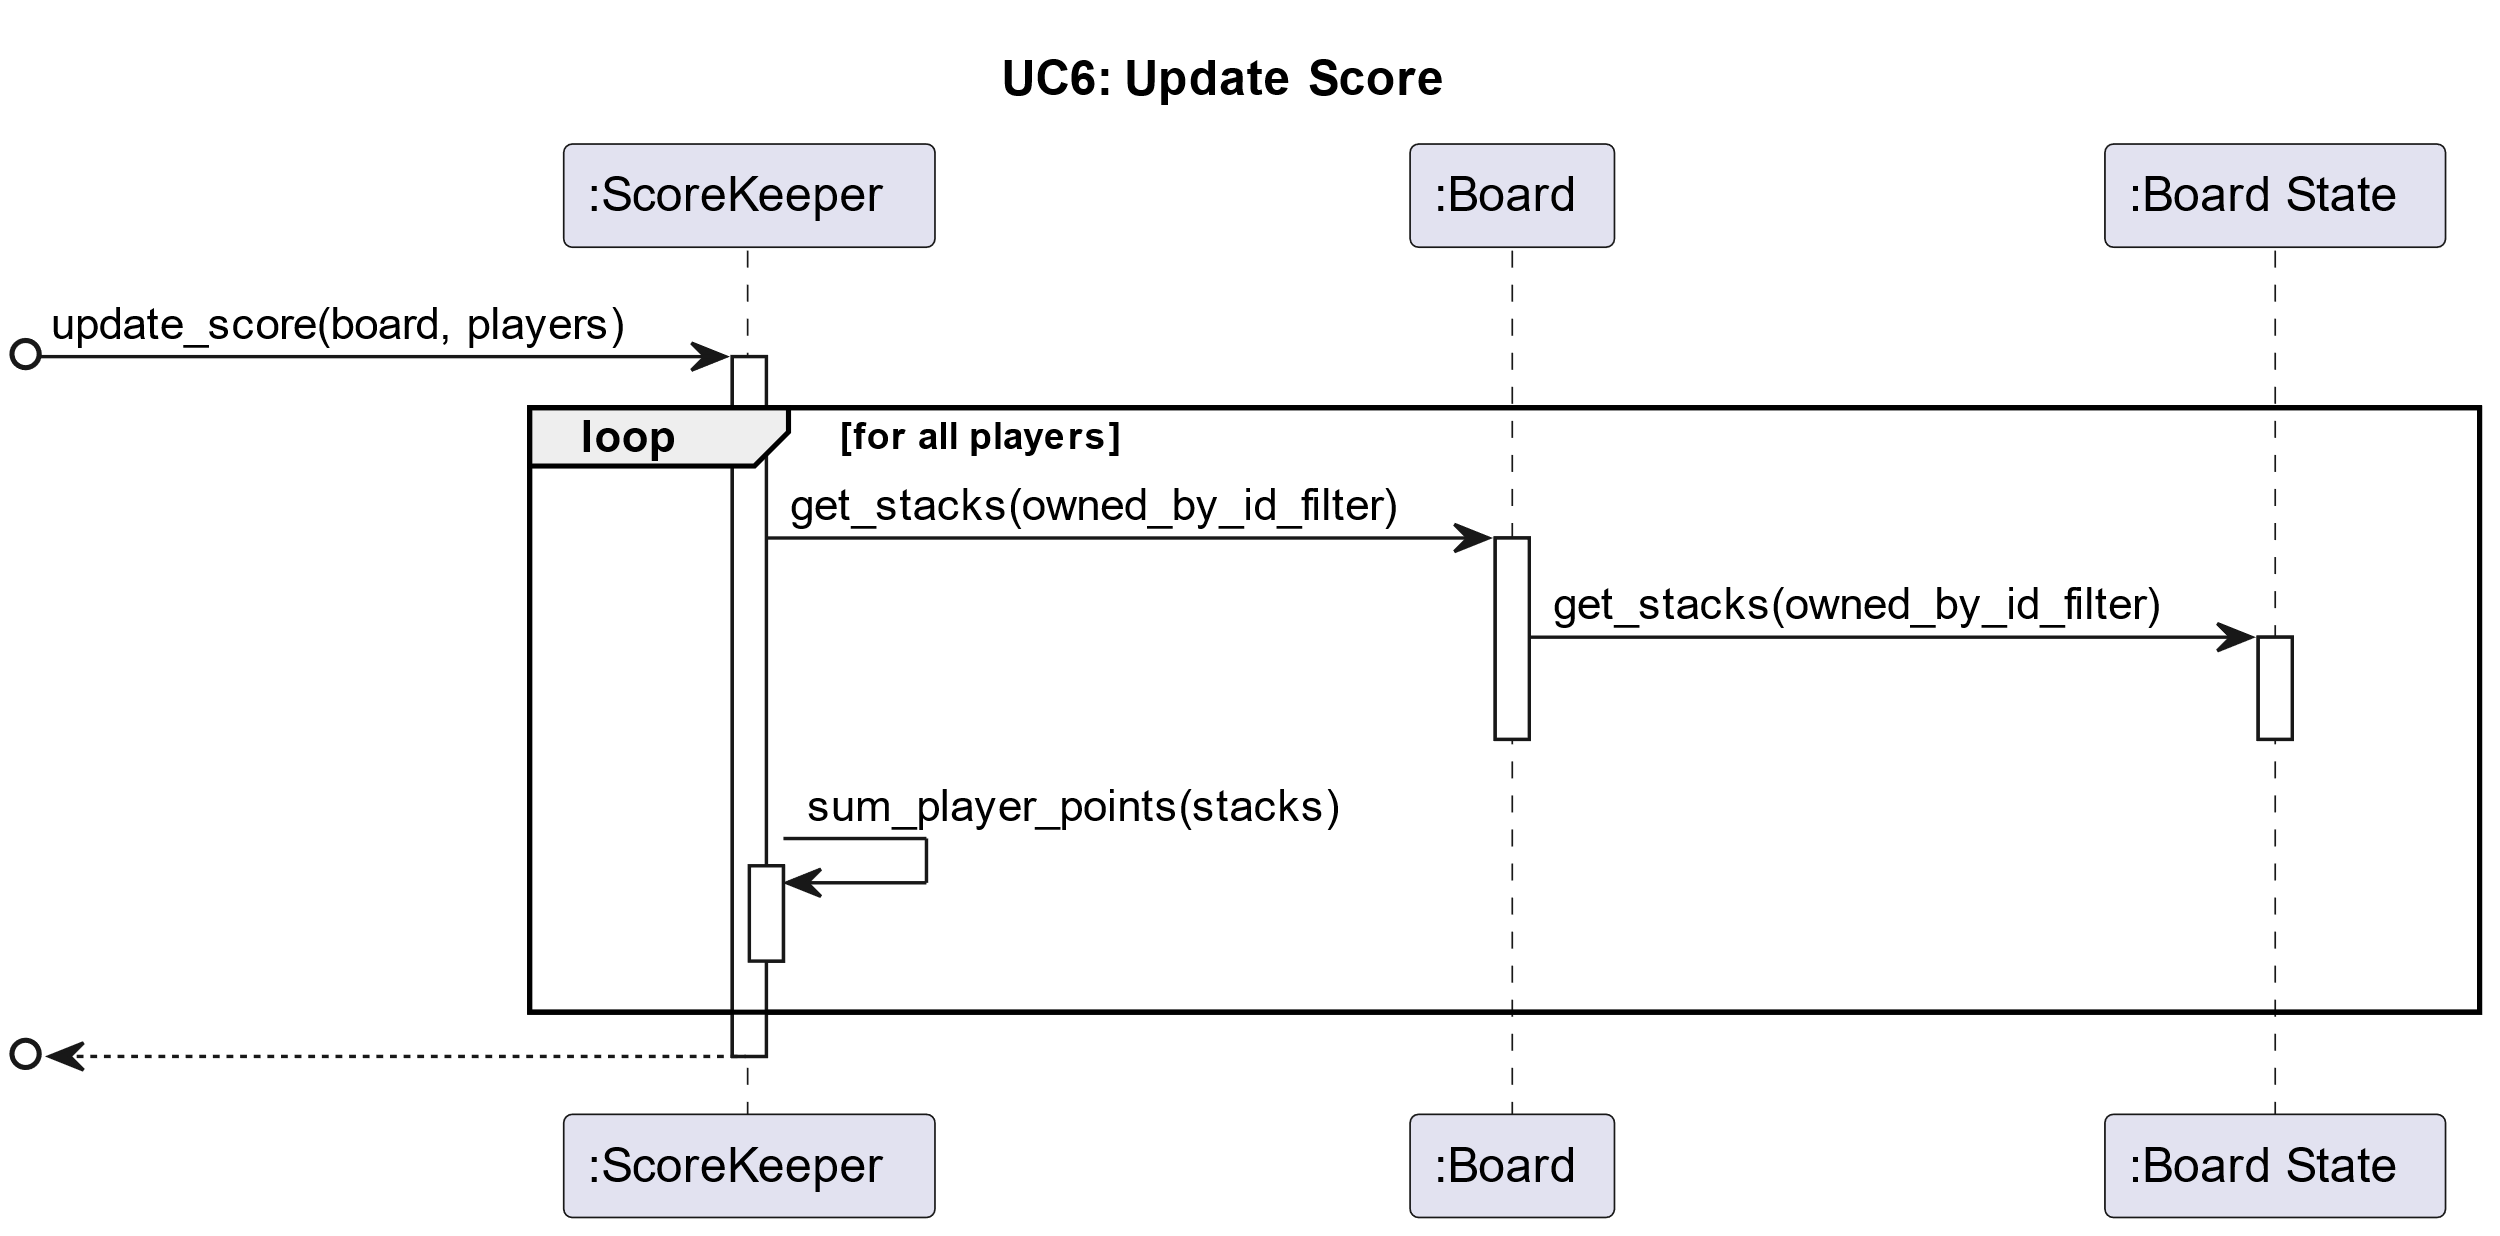 UC6: Update Score
:ScoreKeeper
:Board
:Board State
update_score(board, players)
loop
[for all players]
get_stacks(owned_by_id_filter)
get_stacks(owned_by_id_filter)
sum_player_points(stacks)
:ScoreKeeper
:Board
:Board State